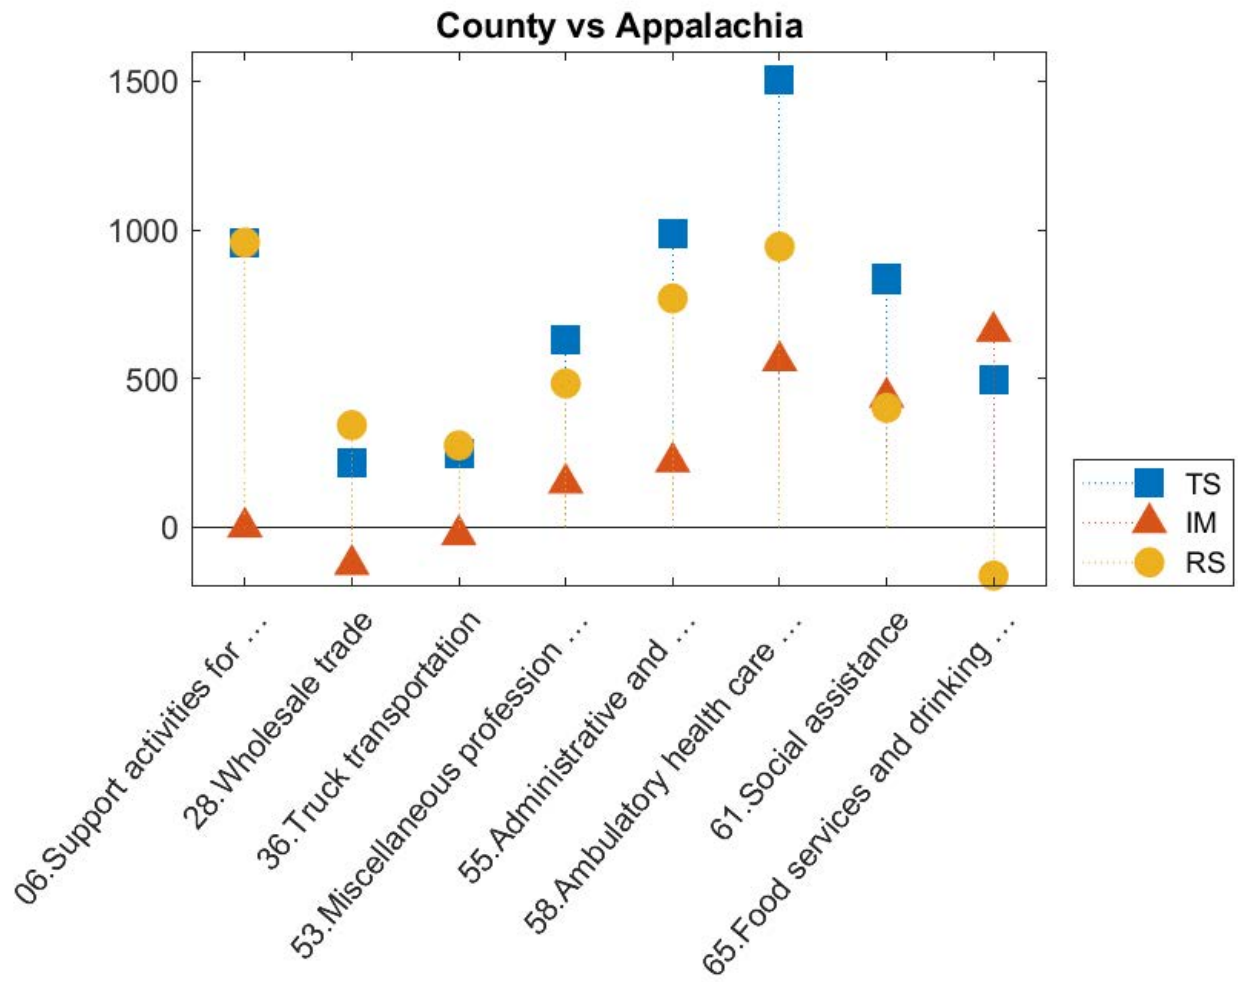 County vs Appalachia
1500
1000
500
0
TS
IM
RS
06.Support activities for ...
28.Wholesale trade
36.Truck transportation
53.Miscellaneous profession ...
55.Administrative and ...
58.Ambulatory health care ...
61.Social assistance
65.Food services and drinking ...